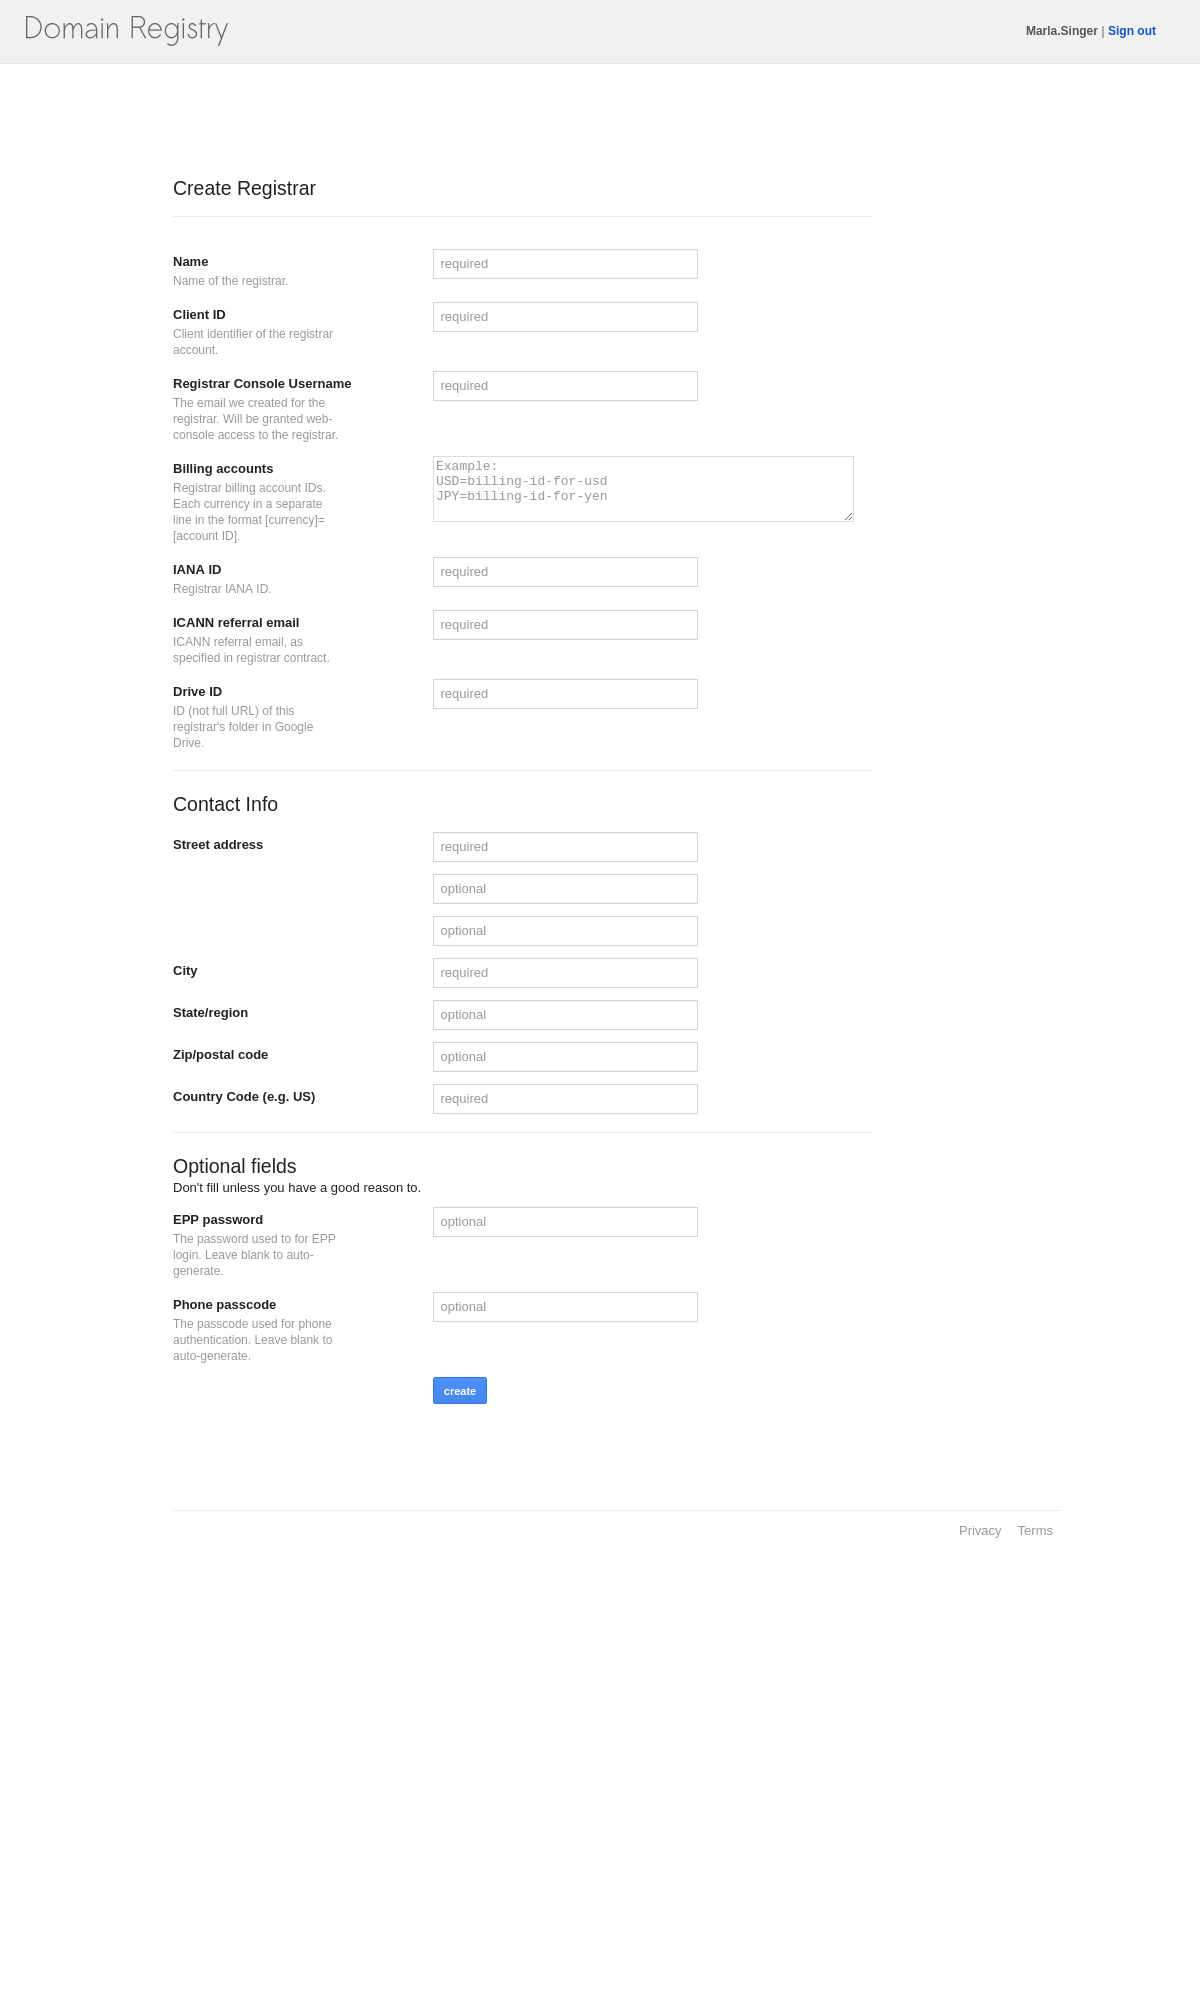 Domain Registry
Marla.Singer | Sign out
Create Registrar
Name
required
Name of the registrar.
Client ID
required
Client identifier of the registrar
account.
Registrar Console Username
required
The email we created for the
registrar. Will be granted web-
console access to the registrar.
Billing accounts
Example:
USD=billing-id-for-usd
JPY=billing-id-for-yen
Registrar billing account IDs.
Each currency in a separate
line in the format [currency]=
[account ID].
IANA ID
required
Registrar IANA ID.
ICANN referral email
required
ICANN referral email, as
specified in registrar contract.
Drive ID
required
ID (not full URL) of this
registrar's folder in Google
Drive.
Contact Info
Street address
required
optional
optional
City
required
State/region
optional
Zip/postal code
optional
Country Code (e.g. US)
required
Optional fields
Don't fill unless you have a good reason to.
EPP password
optional
The password used to for EPP
login. Leave blank to auto-
generate.
Phone passcode
optional
The passcode used for phone
authentication. Leave blank to
auto-generate.
create
Privacy Terms